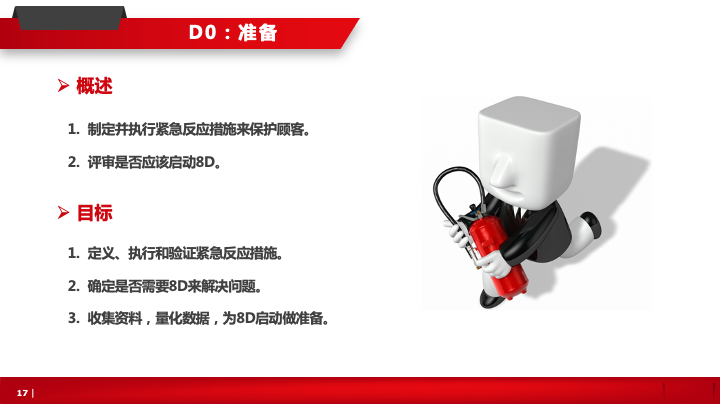 D0：准备
概述
1. 制定并执行紧急反应措施来保护顾客。
2. 评审是否应该启动8D。
目标
1. 定义、执行和验证紧急反应措施。
2. 确定是否需要8D来解决问题。
3. 收集资料，量化数据，为8D启动做准备。
17 |